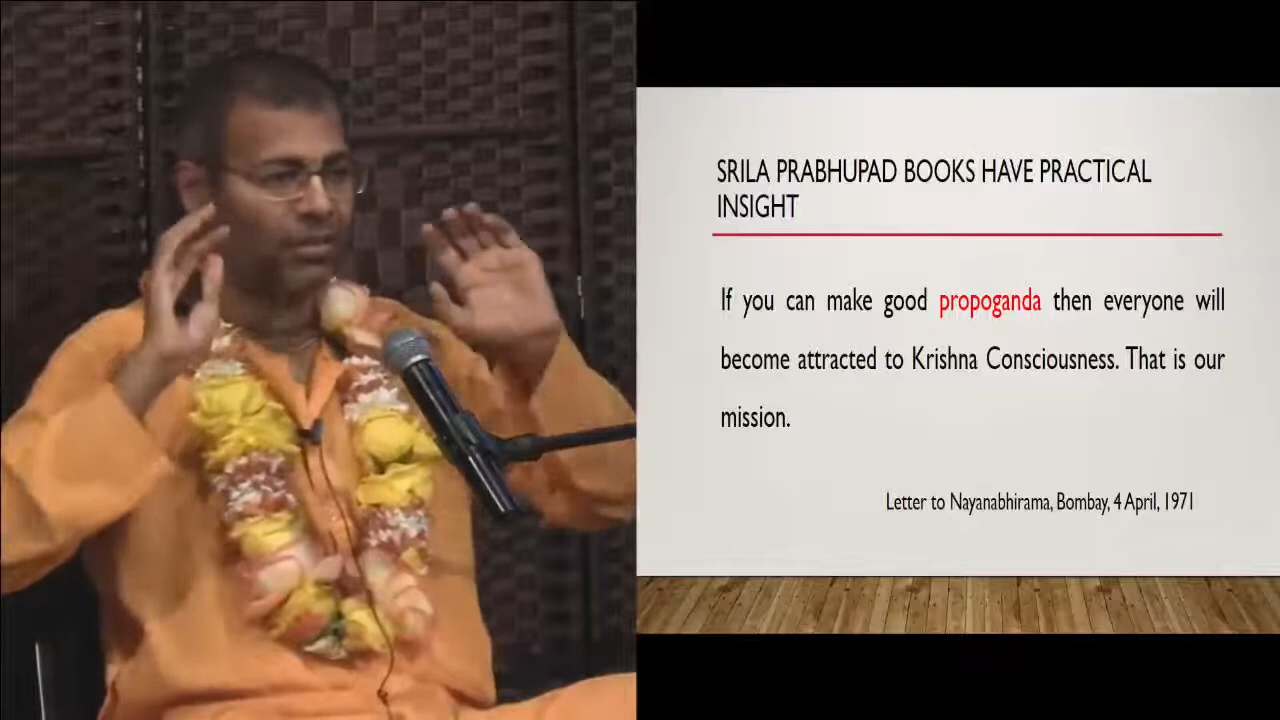 SRILA PRABHUPAD BOOKS HAVE PRACTICAL
INSIGHT
If you can make good propoganda then everyone will
become attracted to Krishna Consciousness. That is our
mission.
Letter to Nayanabhirama, Bombay, 4 April, 1971